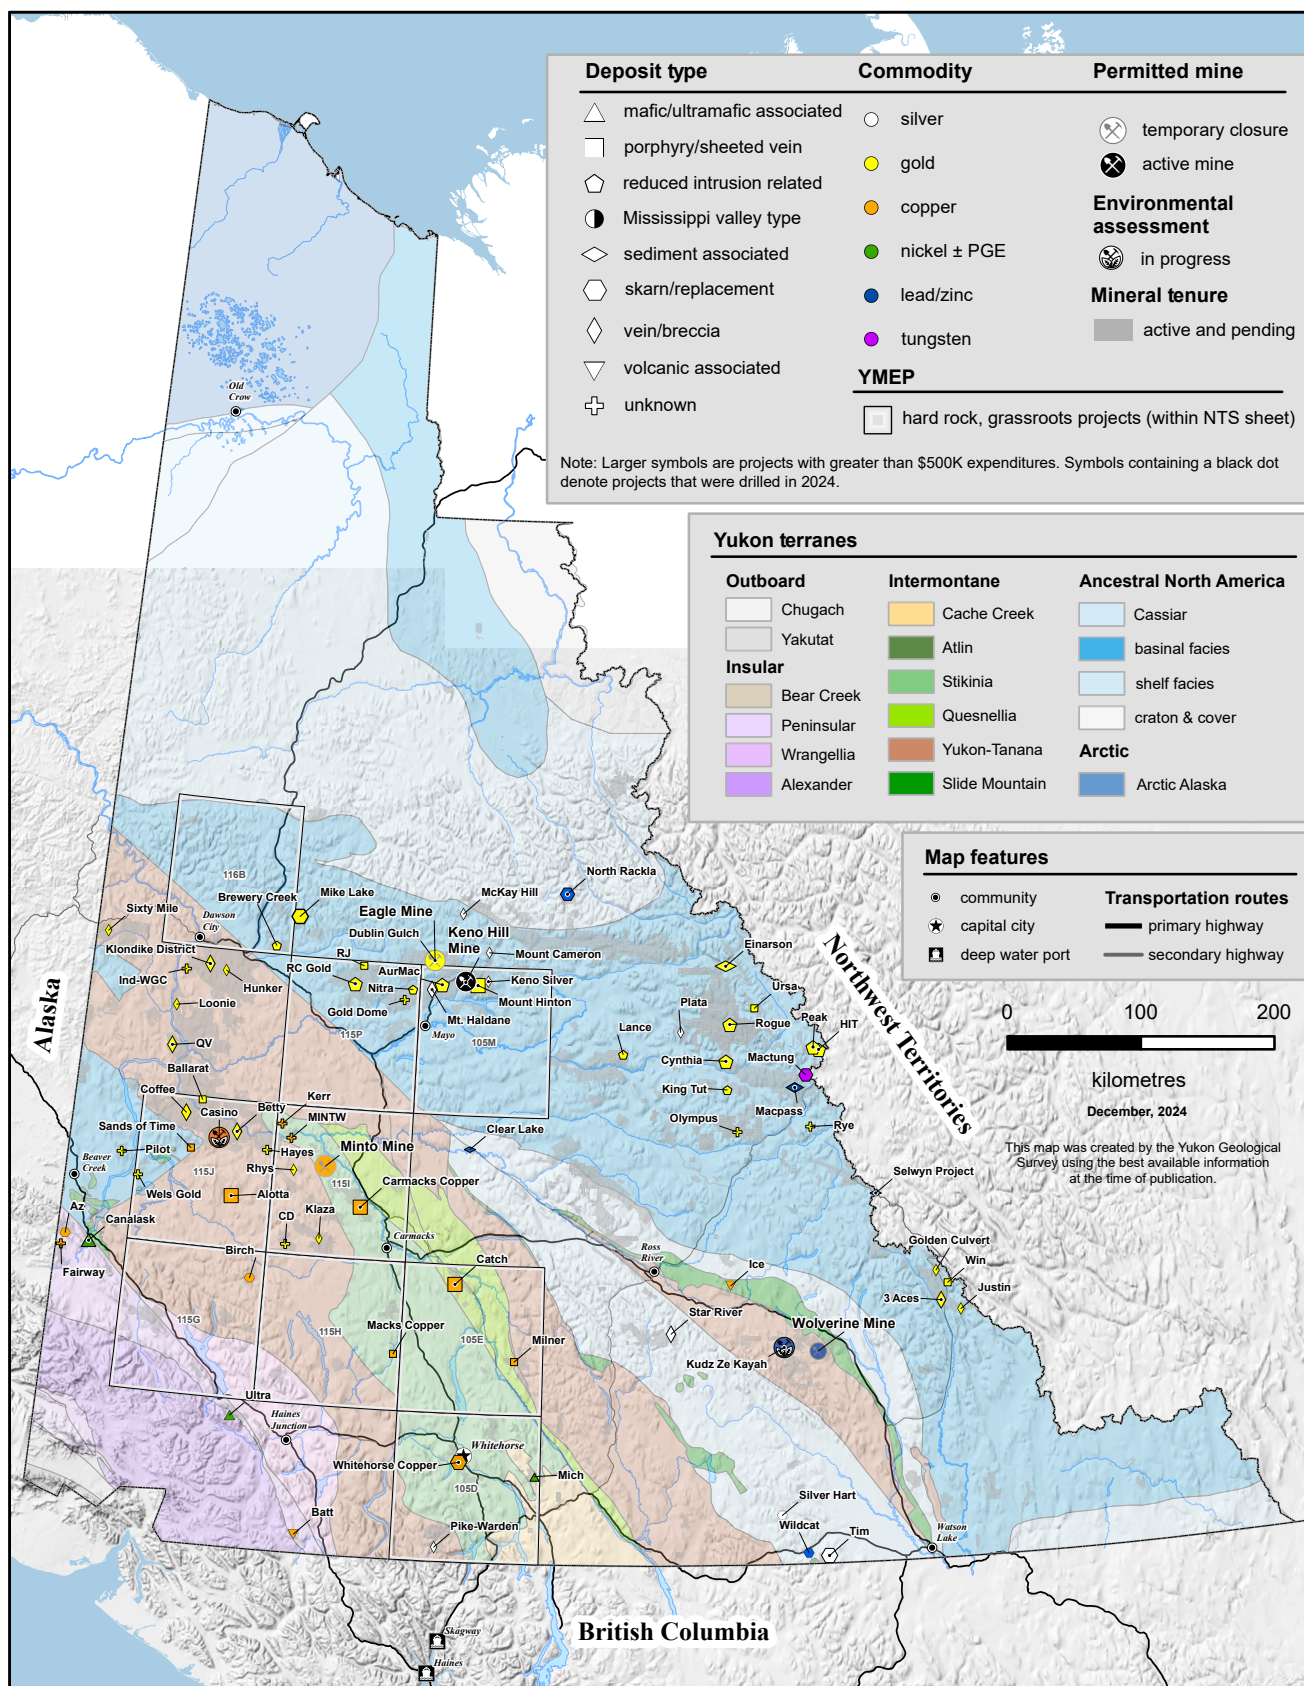 Deposit type
mafic/ultramafic associated
porphyry/sheeted vein
reduced intrusion related
Mississippi valley type
sediment associated
skarn/replacement
vein/breccia
volcanic associated
unknown
Commodity
silver
gold
copper
nickel ± PGE
lead/zinc
tungsten
Permitted mine
temporary closure
active mine
Environmental
assessment
in progress
Mineral tenure
active and pending
YMEP
hard rock, grassroots projects (within NTS sheet)
Note: Larger symbols are projects with greater than $500K expenditures. Symbols containing a black dot
denote projects that were drilled in 2024.
Yukon terranes
Outboard
Chugach
Yakutat
Insular
Bear Creek
Peninsular
Wrangellia
Alexander
Intermontane
Cache Creek
Atlin
Stikinia
Quesnellia
Yukon-Tanana
Slide Mountain
Ancestral North America
Cassiar
basinal facies
shelf facies
craton & cover
Arctic
Arctic Alaska
Map features
community
capital city
deep water port
Transportation routes
primary highway
secondary highway
0
100
200
kilometres
December, 2024
This map was created by the Yukon Geological
Survey using the best available information
at the time of publication.
Alaska
Northwest Territories
British Columbia
Old
Crow
116B
Brewery Creek
Mike Lake
Sixty Mile
Dawson
City
Klondike District
Ind-WGC
Hunker
Loonie
QV
Ballarat
Coffee
Casino
Betty
Sands of Time
Pilot
Beaver
Creek
Wels Gold
115J
Az
Canalask
Fairway
Alotta
CD
Birch
Kerr
MINTW
Hayes
Rhys
Klaza
115I
Minto Mine
Carmacks Copper
Carmacks
Eagle Mine
Dublin Gulch
RJ
RC Gold
AurMac
Nitra
Gold Dome
115P
Mayo
Mt. Haldane
105M
Keno Hill
Mine
McKay Hill
Mount Cameron
Keno Silver
Mount Hinton
North Rackla
Einarson
Ursa
Plata
Rogue
Peak
HIT
Lance
Cynthia
Mactung
King Tut
Macpass
Olympus
Rye
Clear Lake
Selwyn Project
Golden Culvert
Win
Justin
3 Aces
Ross
River
Ice
Star River
Wolverine Mine
Kudz Ze Kayah
Catch
Macks Copper
105E
Milner
115G
115H
Ultra
Haines
Junction
Whitehorse
Whitehorse Copper
105D
Mich
Batt
Pike-Warden
Silver Hart
Wildcat
Tim
Watson
Lake
Skagway
Haines